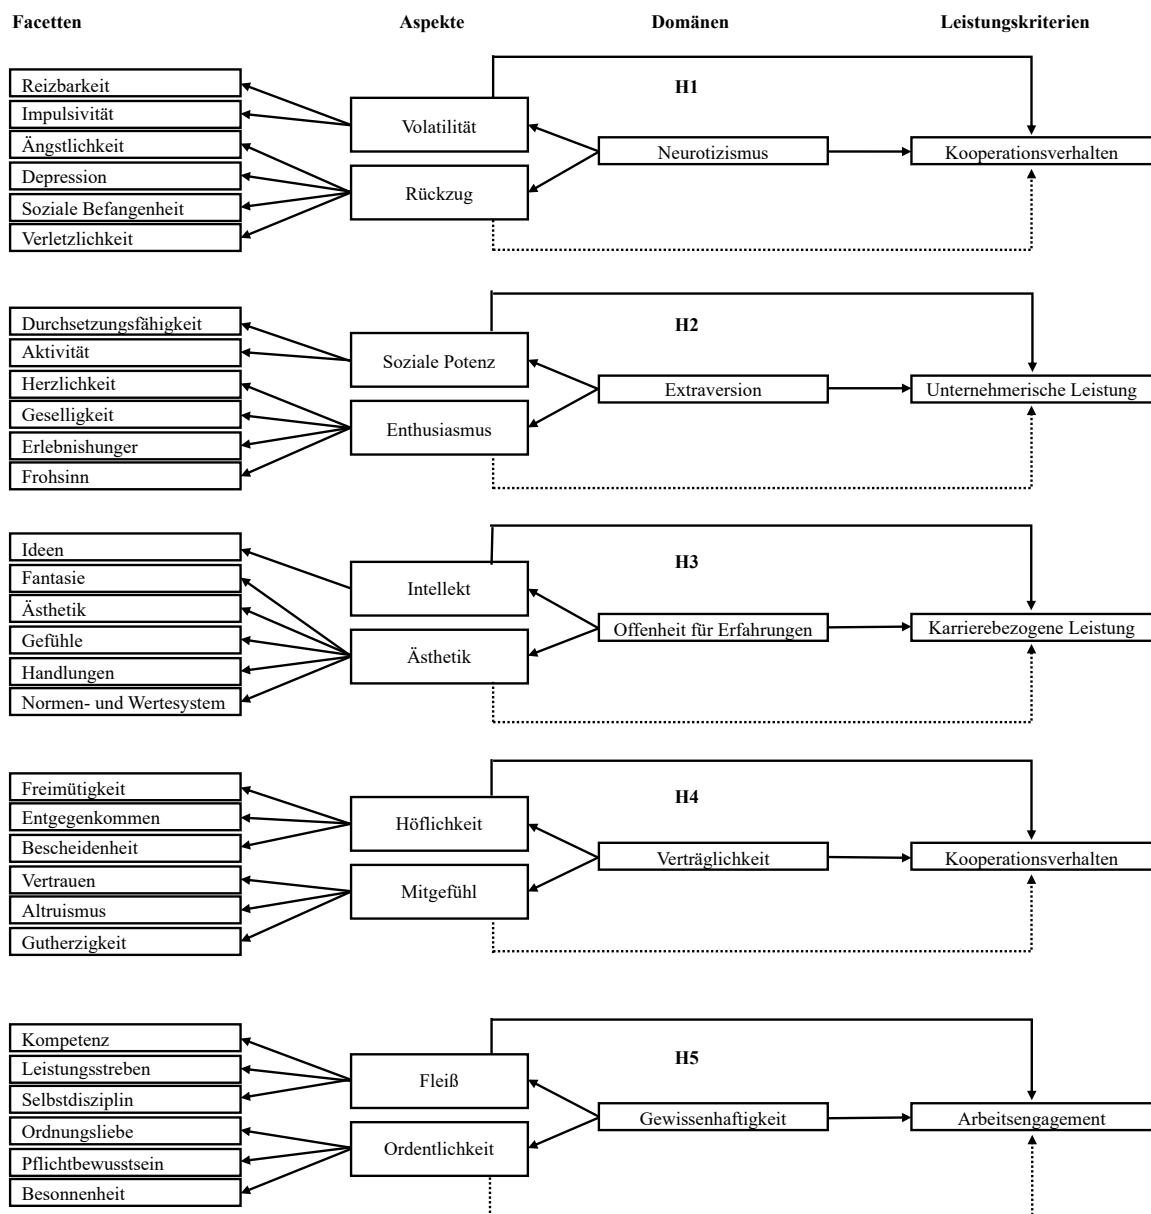 Facetten
Aspekte
Domänen
Leistungskriterien
H1
Reizbarkeit
Impulsivität
Ängstlichkeit
Depression
Soziale Befangenheit
Verletzlichkeit
Volatilität
Rückzug
Neurotizismus
Kooperationsverhalten
H2
Durchsetzungsfähigkeit
Aktivität
Herzlichkeit
Geselligkeit
Erlebnishunger
Frohsinn
Soziale Potenz
Enthusiasmus
Extraversion
Unternehmerische Leistung
H3
Ideen
Fantasie
Ästhetik
Gefühle
Handlungen
Normen- und Wertesystem
Intellekt
Ästhetik
Offenheit für Erfahrungen
Karrierebezogene Leistung
H4
Freimütigkeit
Entgegenkommen
Bescheidenheit
Vertrauen
Altruismus
Gutherzigkeit
Höflichkeit
Mitgefühl
Verträglichkeit
Kooperationsverhalten
H5
Kompetenz
Leistungsstreben
Selbstdisziplin
Ordnungsliebe
Pflichtbewusstsein
Besonnenheit
Fleiß
Ordentlichkeit
Gewissenhaftigkeit
Arbeitsengagement